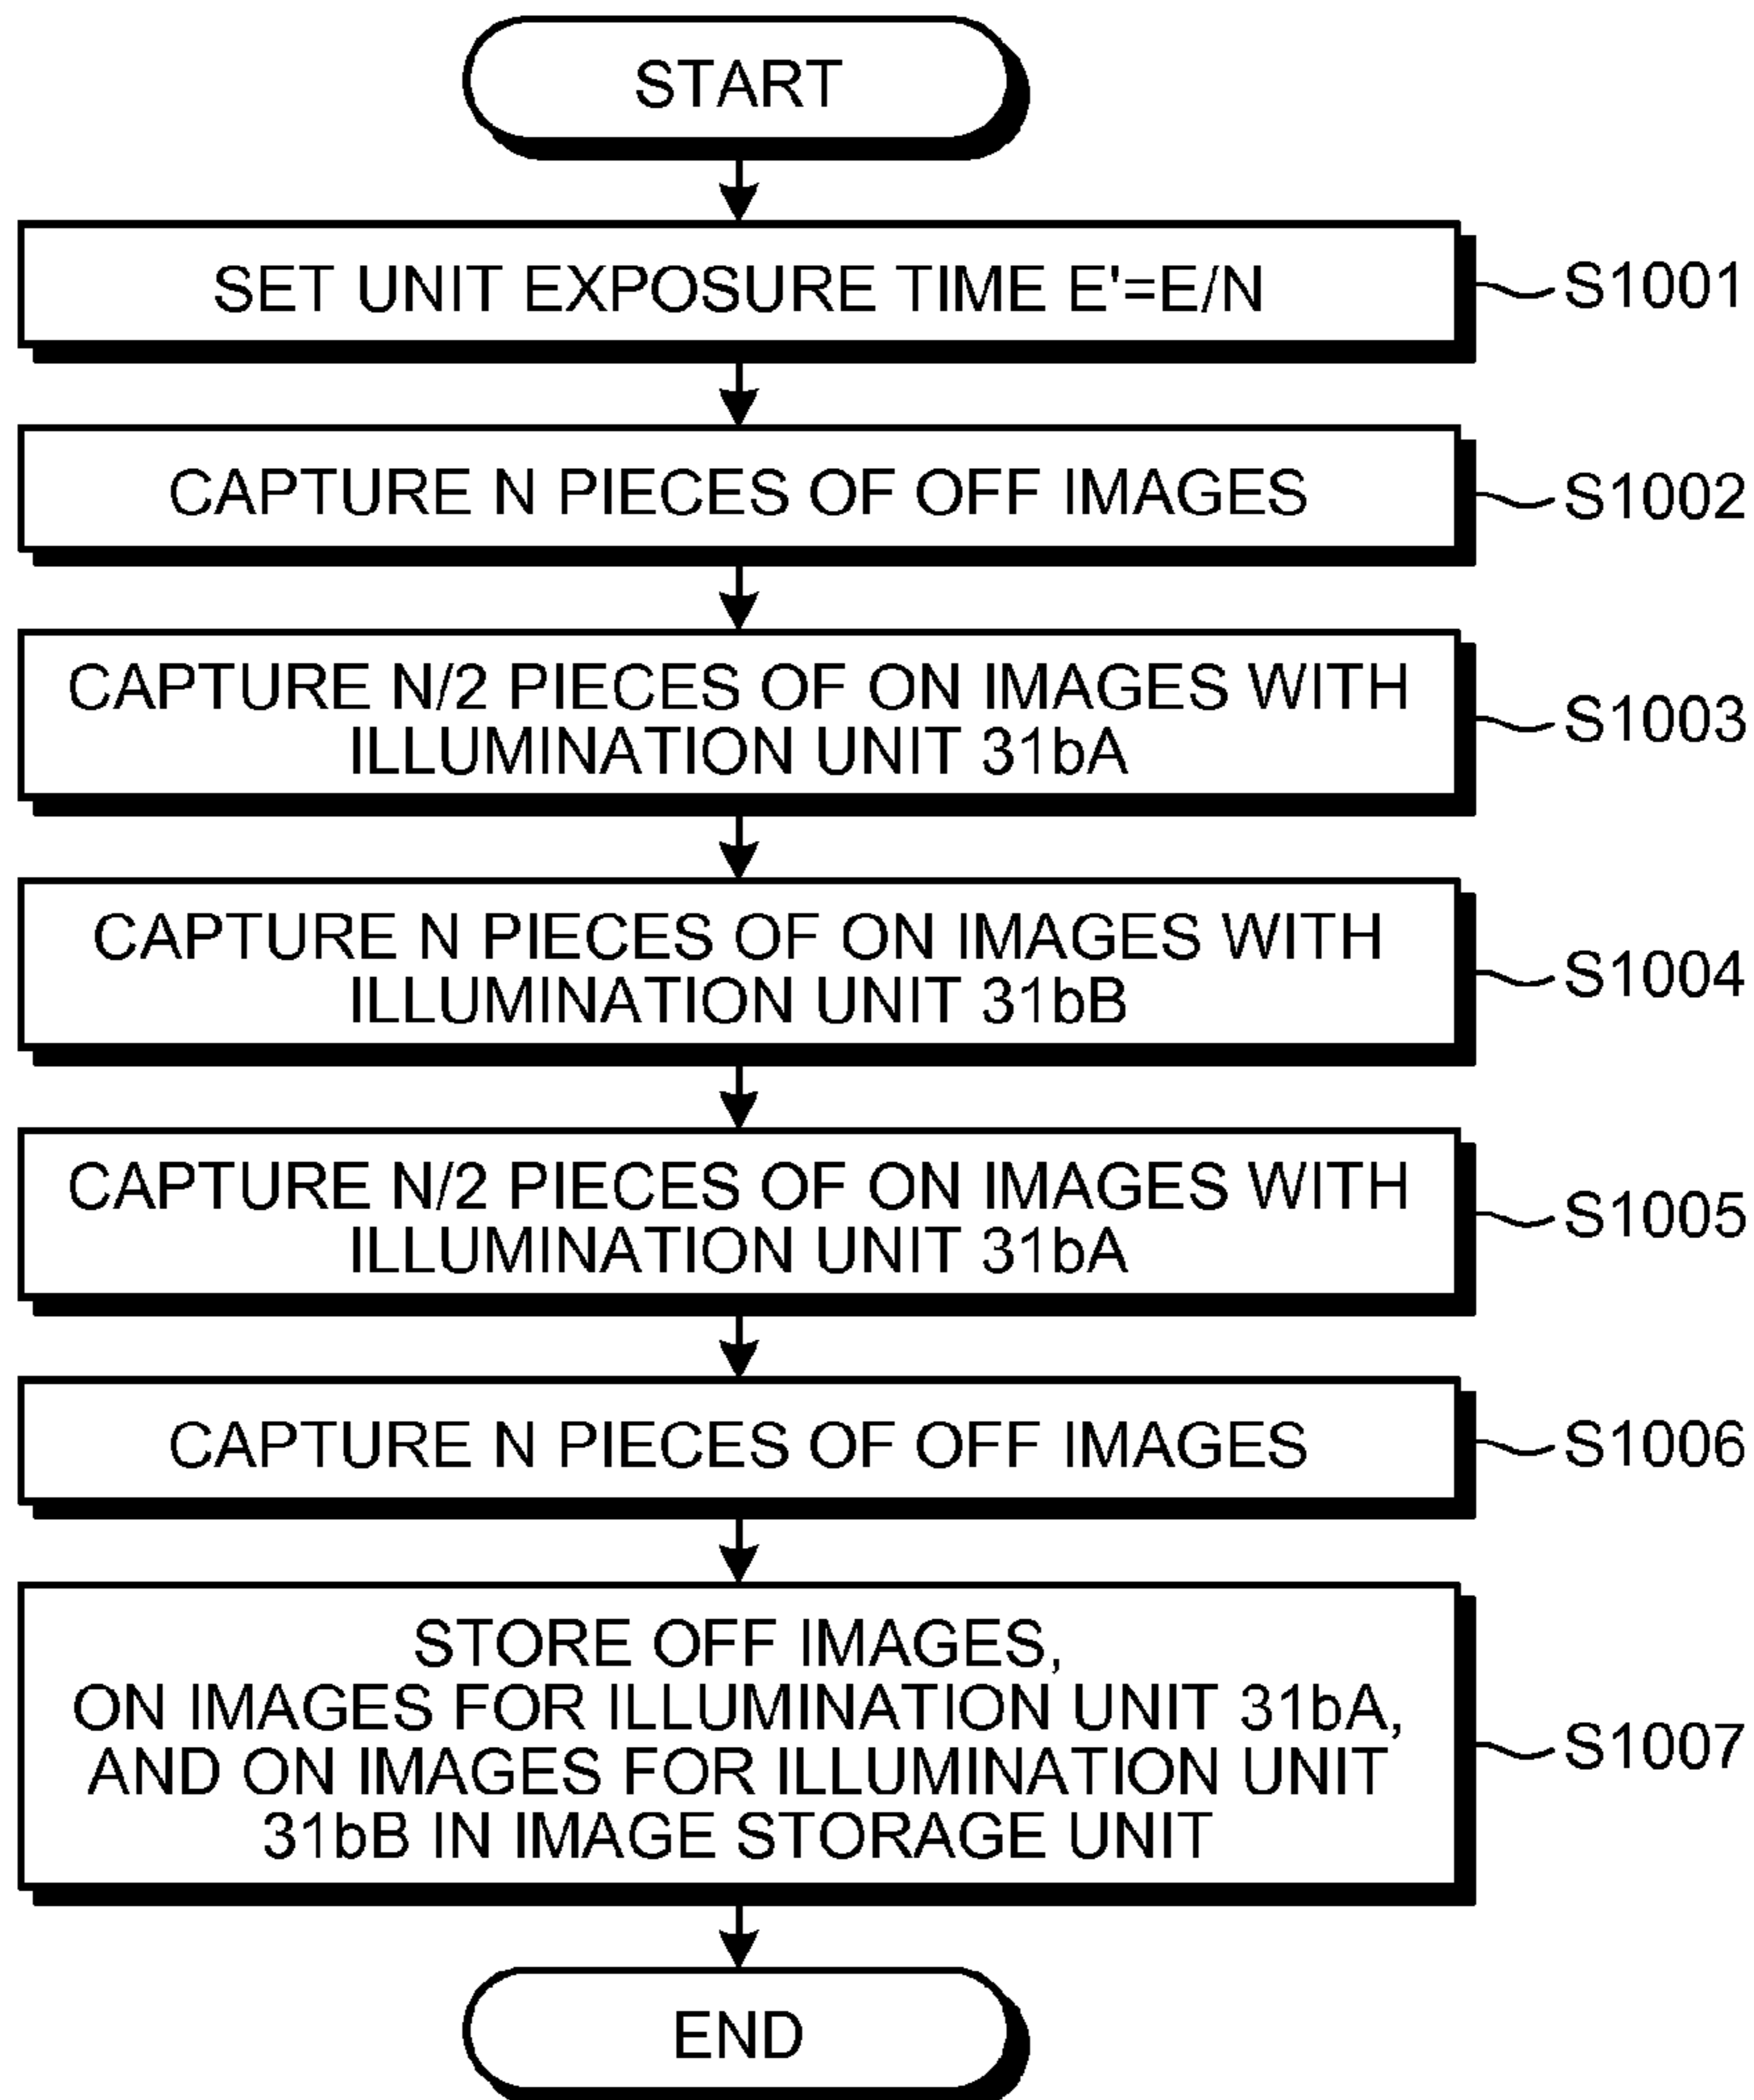 START
SET UNIT EXPOSURE TIME E'=E/N
S1001
CAPTURE N PIECES OF OFF IMAGES
S1002
CAPTURE N/2 PIECES OF ON IMAGES WITH
ILLUMINATION UNIT 31bA
S1003
CAPTURE N PIECES OF ON IMAGES WITH
ILLUMINATION UNIT 31bB
S1004
CAPTURE N/2 PIECES OF ON IMAGES WITH
ILLUMINATION UNIT 31bA
S1005
CAPTURE N PIECES OF OFF IMAGES
S1006
STORE OFF IMAGES,
ON IMAGES FOR ILLUMINATION UNIT 31bA,
AND ON IMAGES FOR ILLUMINATION UNIT
31bB IN IMAGE STORAGE UNIT
S1007
END